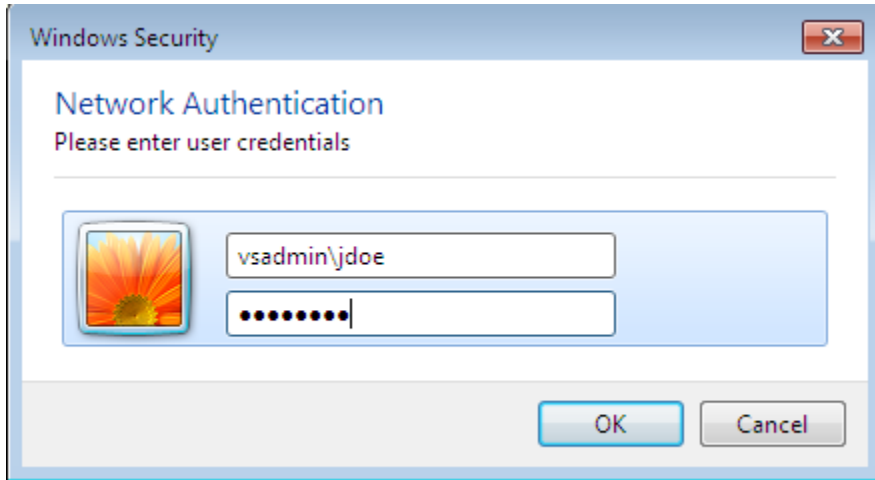 Windows Security
Network Authentication
Please enter user credentials
vsadmin\jdoe
●●●●●●●●
OK
Cancel